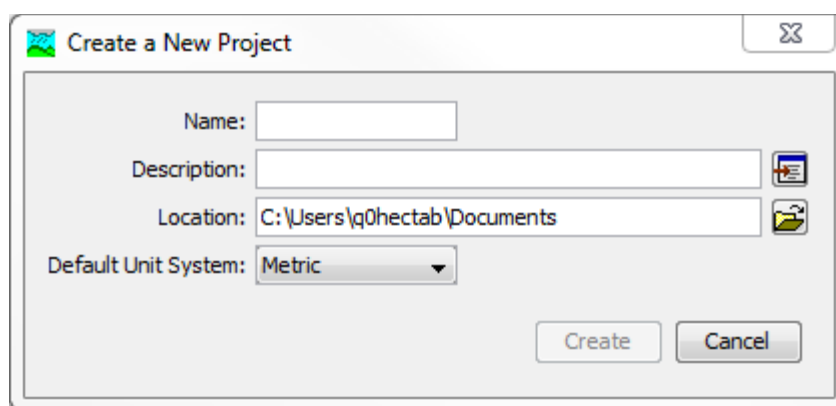 Create a New Project
Name:
Description:
Location: C:\Users\q0hectab\Documents
Default Unit System: Metric
Create Cancel